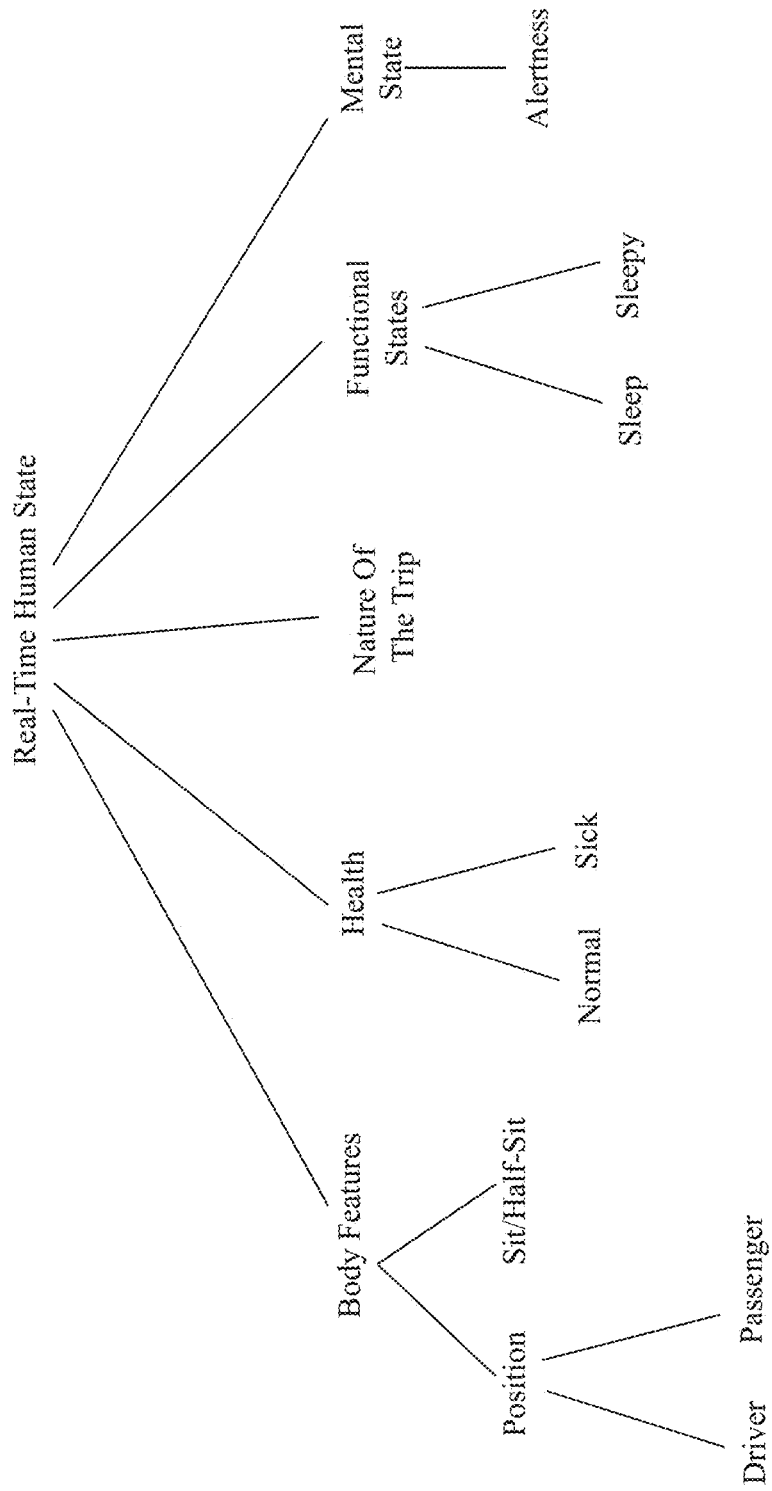 Real-Time Human State
Body Features
Health
Nature Of
The Trip
Functional
States
Mental
State
Position
Sit/Half-Sit
Normal
Sick
Sleep
Sleepy
Alertness
Driver
Passenger